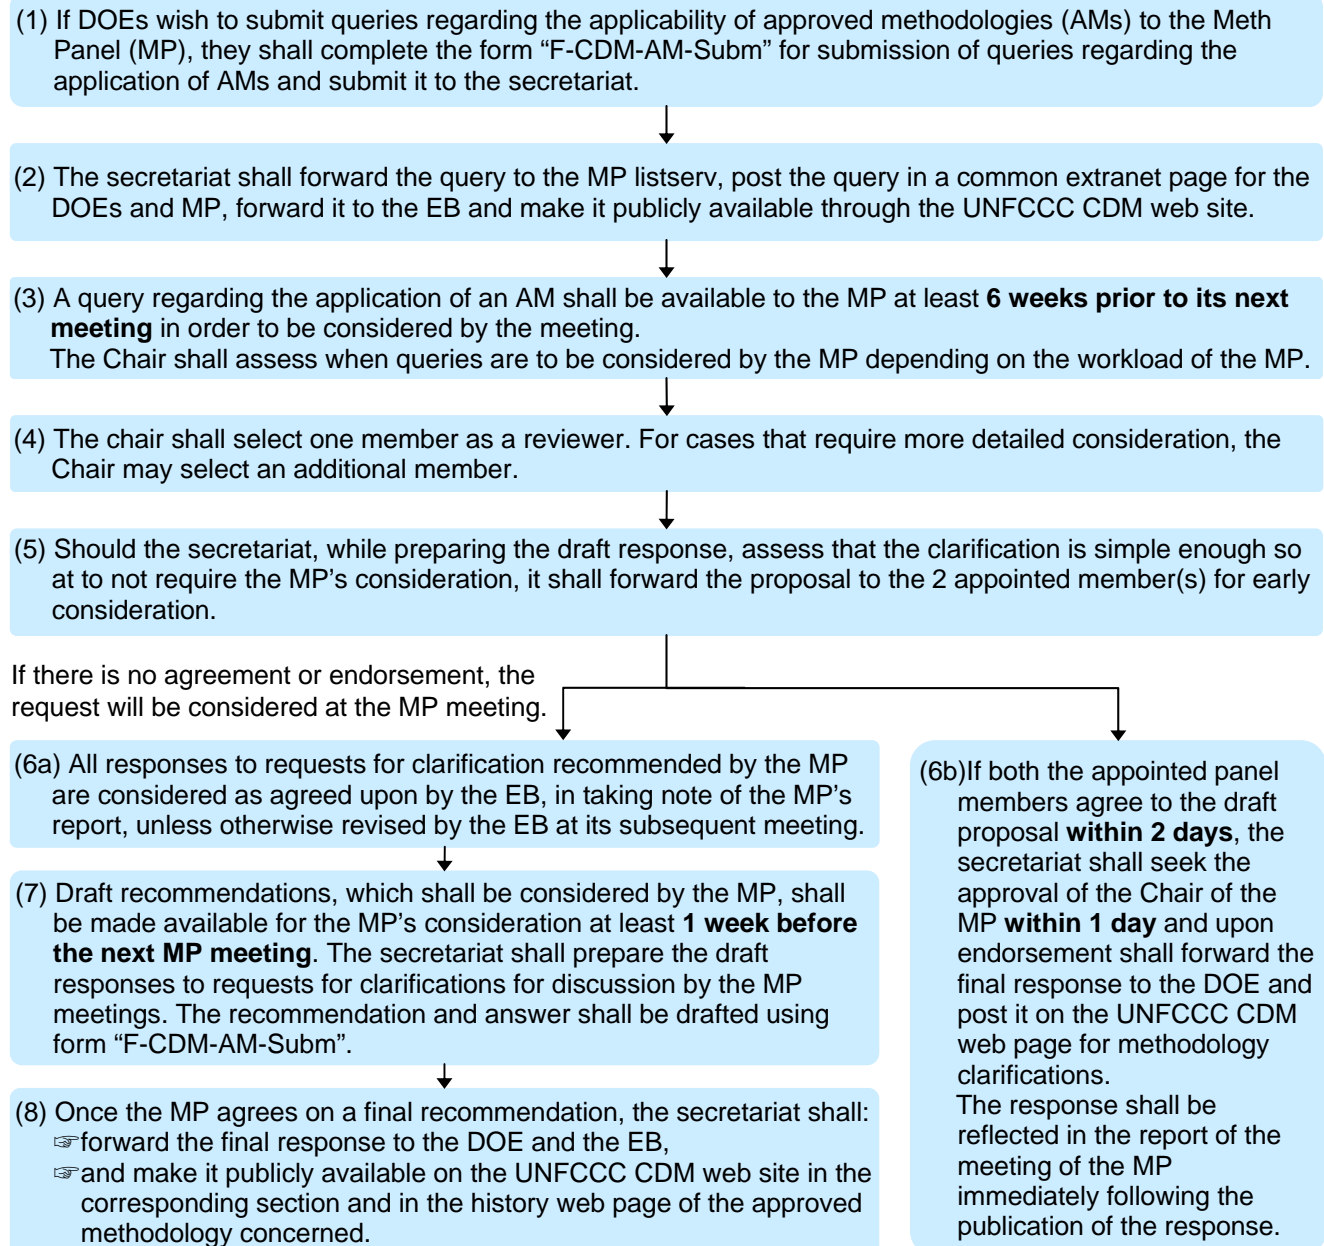 (1) If DOEs wish to submit queries regarding the applicability of approved methodologies (AMs) to the Meth
Panel (MP), they shall complete the form “F-CDM-AM-Subm” for submission of queries regarding the
application of AMs and submit it to the secretariat.
(2) The secretariat shall forward the query to the MP listserv, post the query in a common extranet page for the
DOEs and MP, forward it to the EB and make it publicly available through the UNFCCC CDM web site.
(3) A query regarding the application of an AM shall be available to the MP at least 6 weeks prior to its next
meeting in order to be considered by the meeting.
The Chair shall assess when queries are to be considered by the MP depending on the workload of the MP.
(4) The chair shall select one member as a reviewer. For cases that require more detailed consideration, the
Chair may select an additional member.
(5) Should the secretariat, while preparing the draft response, assess that the clarification is simple enough so
at to not require the MP’s consideration, it shall forward the proposal to the 2 appointed member(s) for early
consideration.
If there is no agreement or endorsement, the
request will be considered at the MP meeting.
(6a) All responses to requests for clarification recommended by the MP
are considered as agreed upon by the EB, in taking note of the MP’s
report, unless otherwise revised by the EB at its subsequent meeting.
(7) Draft recommendations, which shall be considered by the MP, shall
be made available for the MP’s consideration at least 1 week before
the next MP meeting. The secretariat shall prepare the draft
responses to requests for clarifications for discussion by the MP
meetings. The recommendation and answer shall be drafted using
form “F-CDM-AM-Subm”.
(8) Once the MP agrees on a final recommendation, the secretariat shall:
☞forward the final response to the DOE and the EB,
☞and make it publicly available on the UNFCCC CDM web site in the
corresponding section and in the history web page of the approved
methodology concerned.
(6b)If both the appointed panel
members agree to the draft
proposal within 2 days, the
secretariat shall seek the
approval of the Chair of the
MP within 1 day and upon
endorsement shall forward the
final response to the DOE and
post it on the UNFCCC CDM
web page for methodology
clarifications.
The response shall be
reflected in the report of the
meeting of the MP
immediately following the
publication of the response.